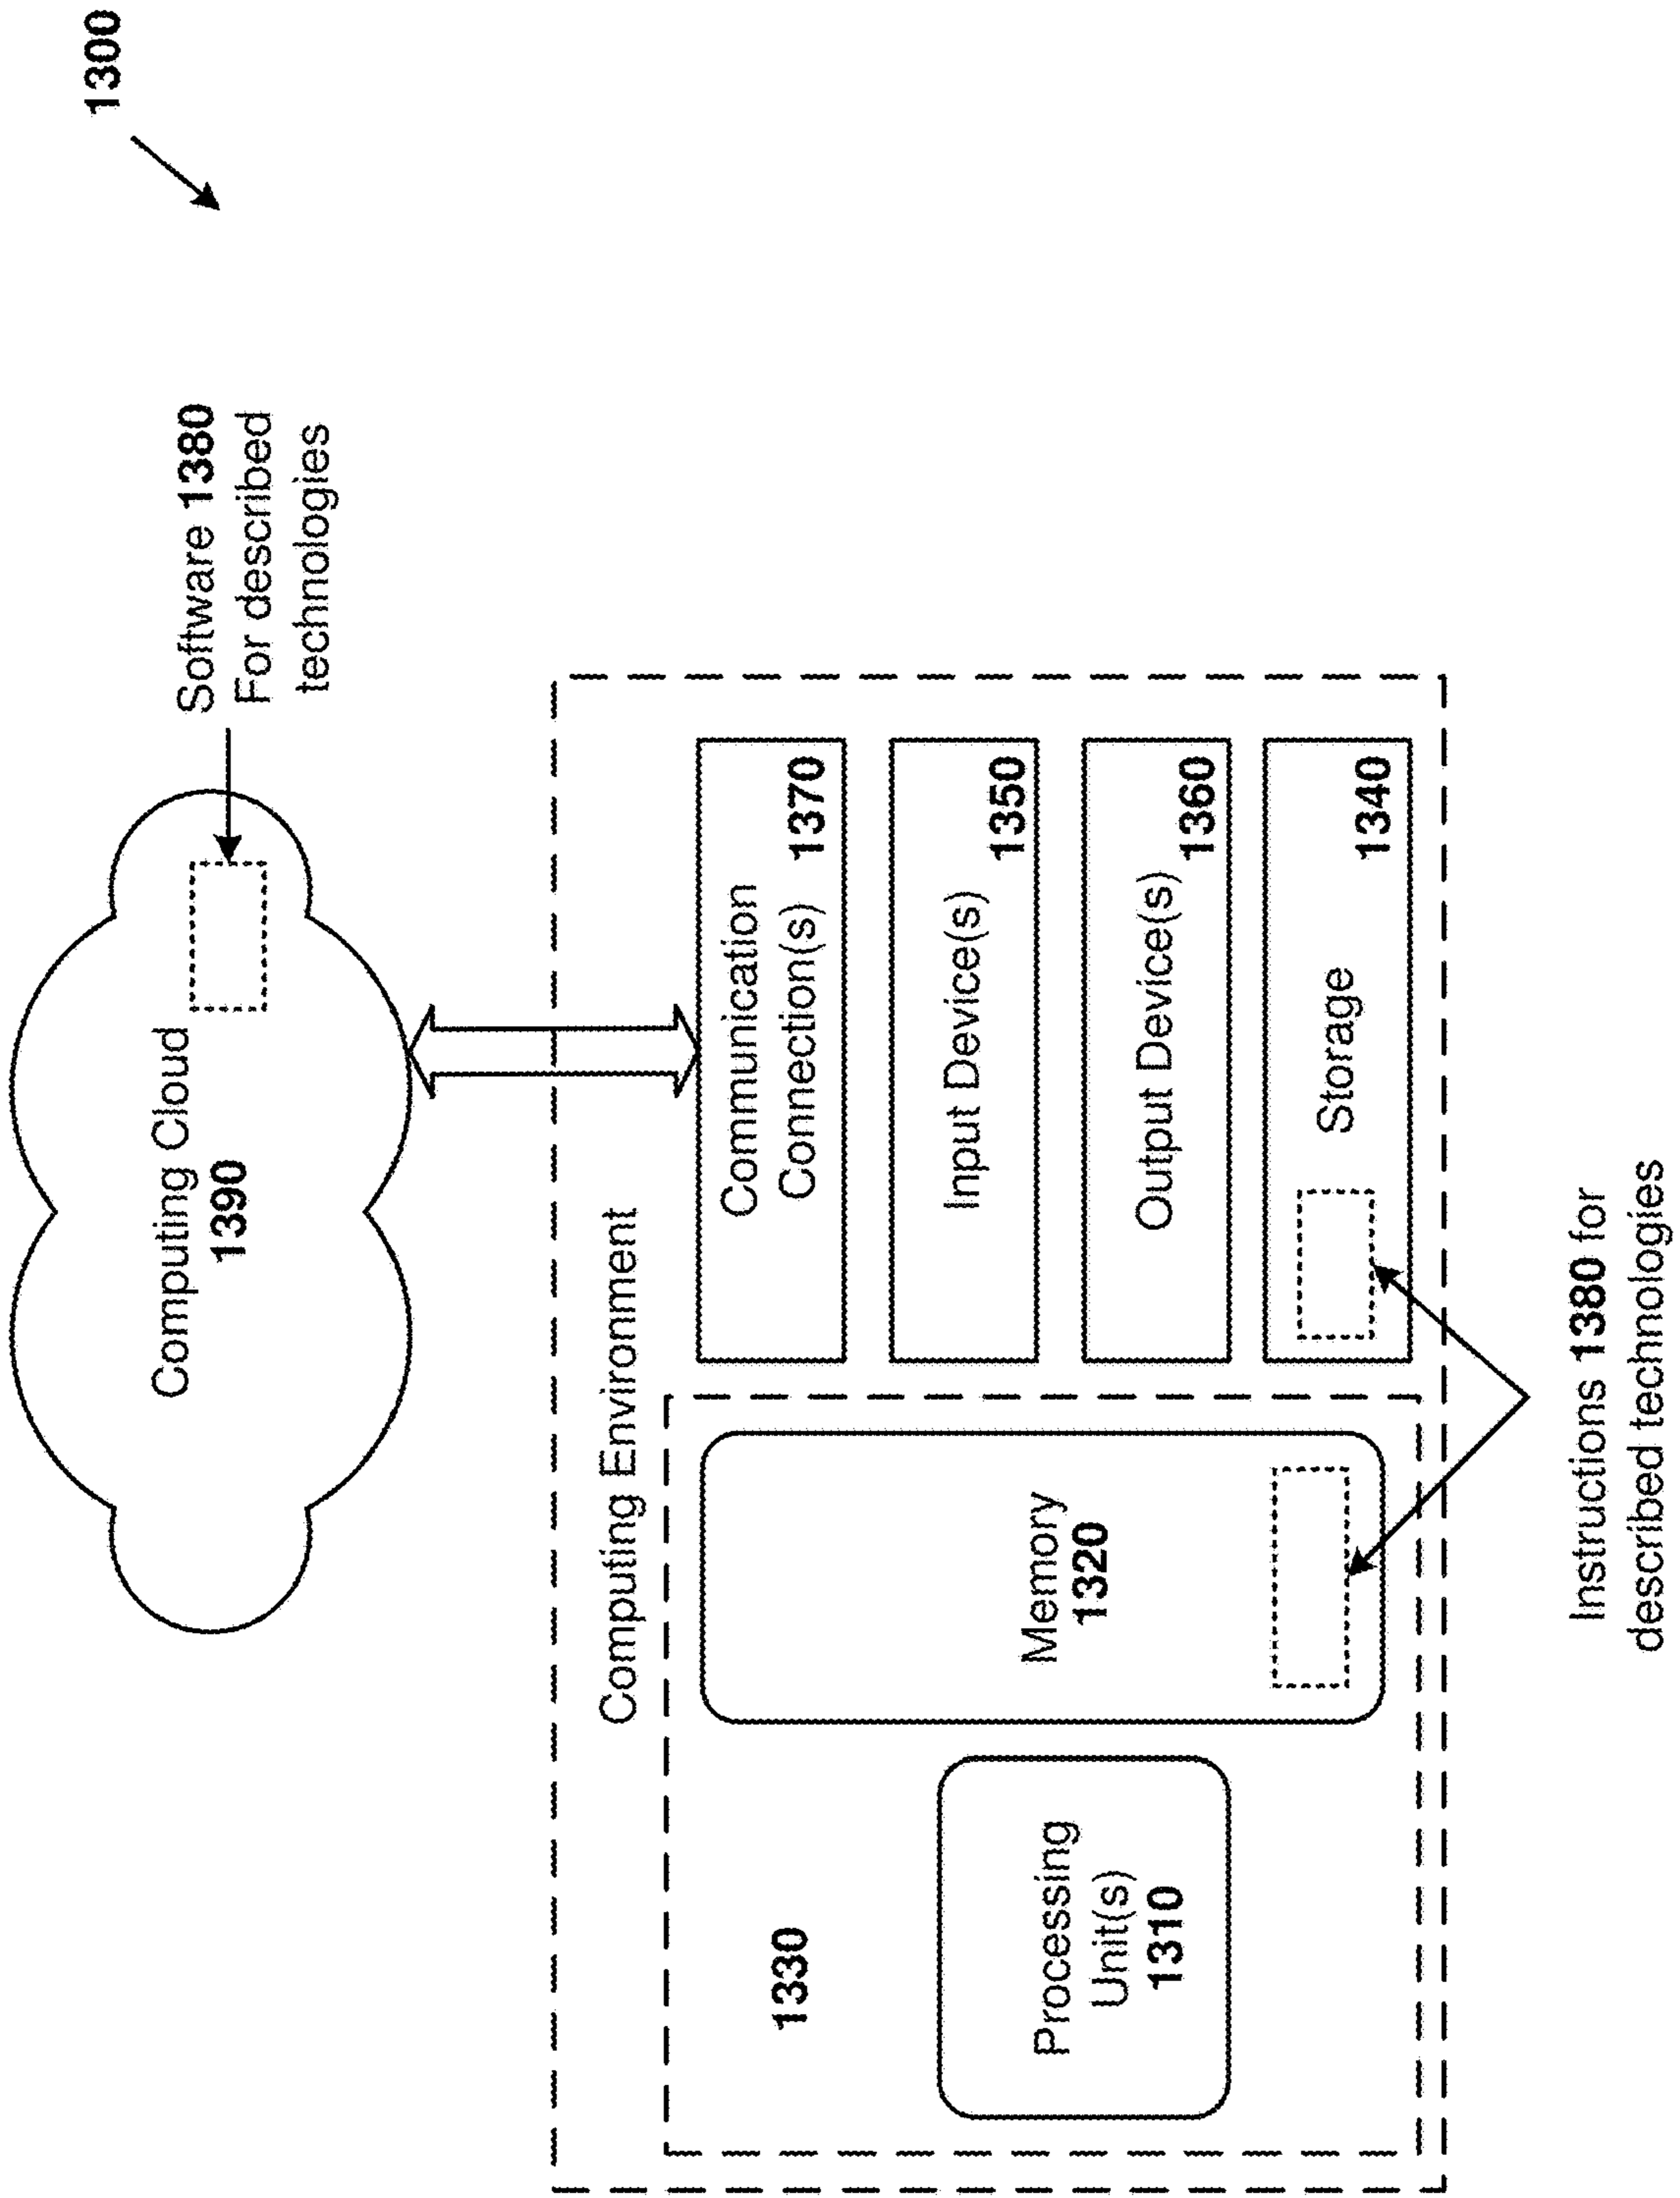 1300
Software 1380
For described
technologies
Computing Cloud
1390
Computing Environment
Communication
Connection(s) 1370
Input Device(s)
1350
Output Device(s)
1360
Storage
1340
1330
Memory
1320
Processing
Unit(s)
1310
Instructions 1380 for
described technologies